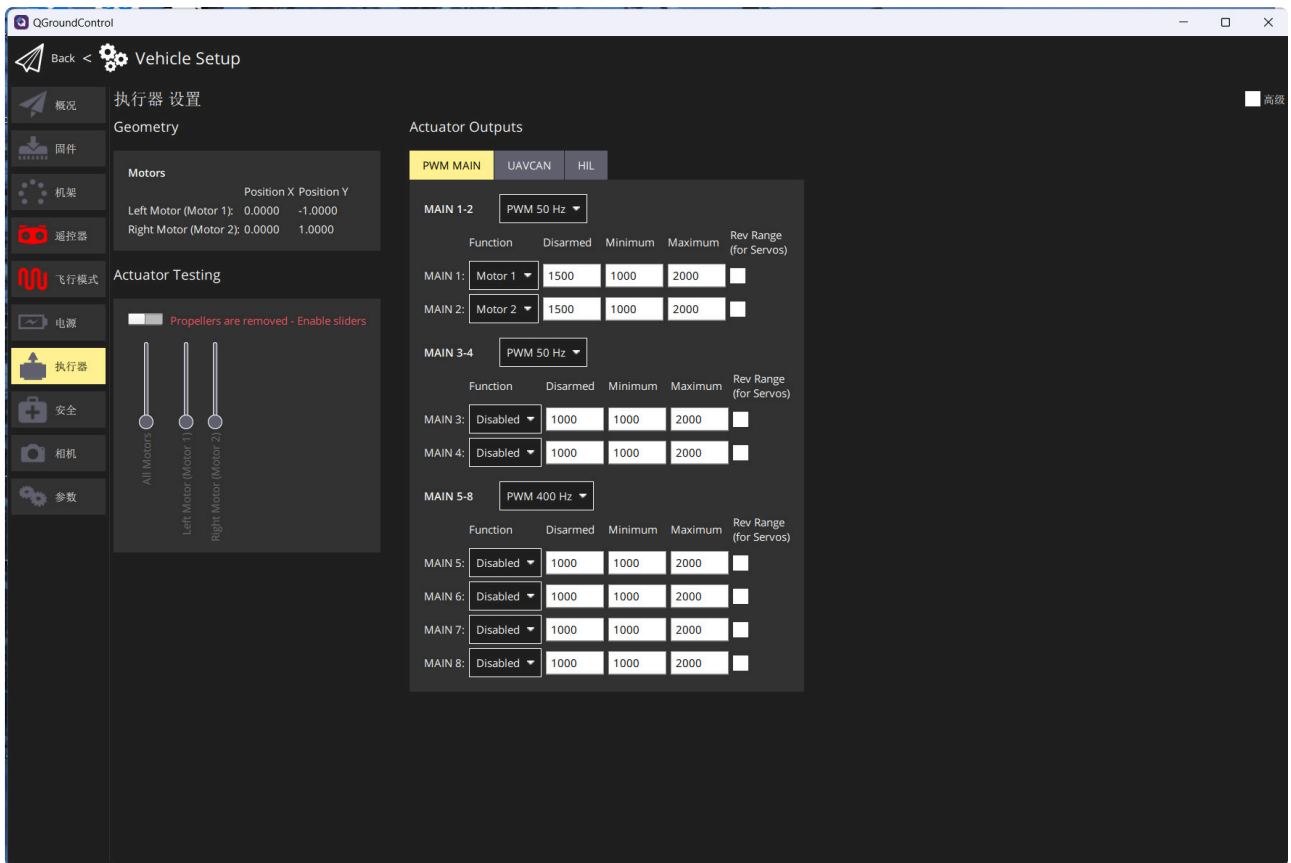 QGroundControl
Back < Vehicle Setup
概况
固件
机架
遥控器
飞行模式
电源
执行器
安全
相机
参数
执行器 设置
高级
Geometry
Motors
Position X Position Y
Left Motor (Motor 1): 0.0000 -1.0000
Right Motor (Motor 2): 0.0000 1.0000
Actuator Testing
Propellers are removed - Enable sliders
All Motors
Left Motor (Motor 1)
Right Motor (Motor 2)
Actuator Outputs
PWM MAIN UAVCAN HIL
MAIN 1-2 PWM 50 Hz
Function Disarmed Minimum Maximum Rev Range (for Servos)
MAIN 1: Motor 1 1500 1000 2000
MAIN 2: Motor 2 1500 1000 2000
MAIN 3-4 PWM 50 Hz
Function Disarmed Minimum Maximum Rev Range (for Servos)
MAIN 3: Disabled 1000 1000 2000
MAIN 4: Disabled 1000 1000 2000
MAIN 5-8 PWM 400 Hz
Function Disarmed Minimum Maximum Rev Range (for Servos)
MAIN 5: Disabled 1000 1000 2000
MAIN 6: Disabled 1000 1000 2000
MAIN 7: Disabled 1000 1000 2000
MAIN 8: Disabled 1000 1000 2000